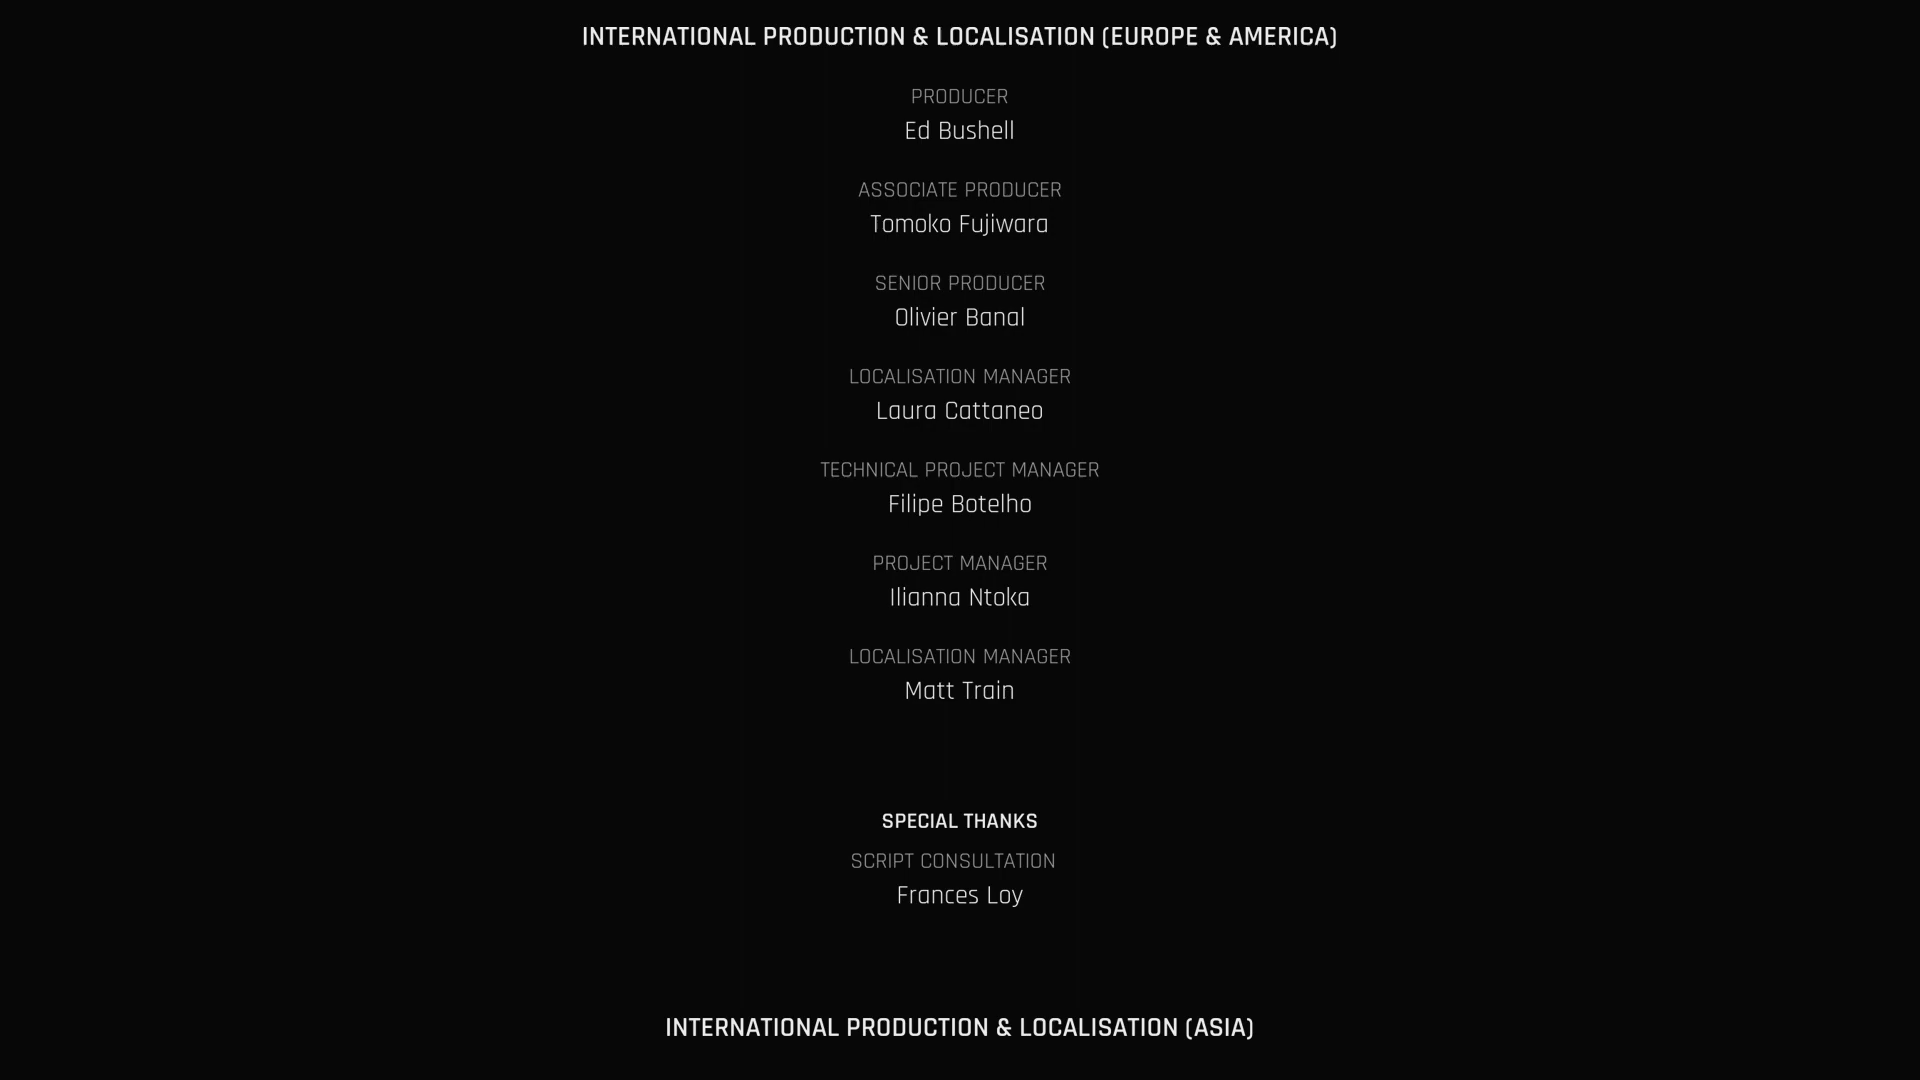 INTERNATIONAL PRODUCTION & LOCALISATION (EUROPE & AMERICA)
PRODUCER
Ed Bushell
ASSOCIATE PRODUCER
Tomoko Fujiwara
SENIOR PRODUCER
Olivier Banal
LOCALISATION MANAGER
Laura Cattaneo
TECHNICAL PROJECT MANAGER
Filipe Botelho
PROJECT MANAGER
Ilianna Ntoka
LOCALISATION MANAGER
Matt Train
SPECIAL THANKS
SCRIPT CONSULTATION
Frances Loy
INTERNATIONAL PRODUCTION & LOCALISATION (ASIA)